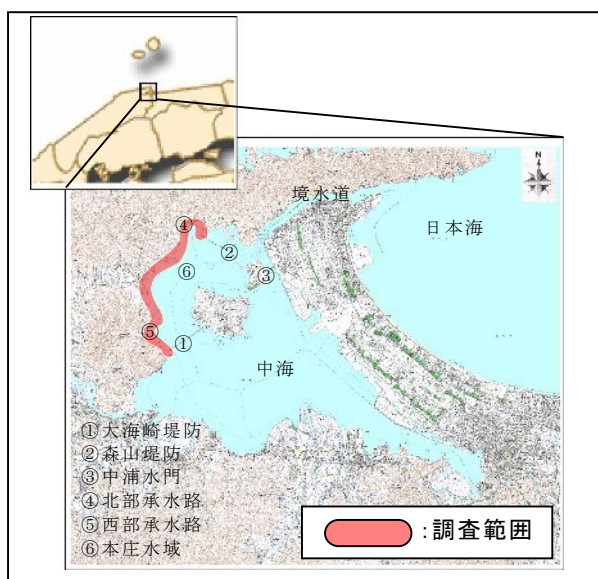 N
境水道
日本海
④
②
⑥
③
⑤
①
中海
①大海崎堤防
②森山堤防
③中浦水門
④北部承水路
⑤西部承水路
⑥本庄水域
:調査範囲